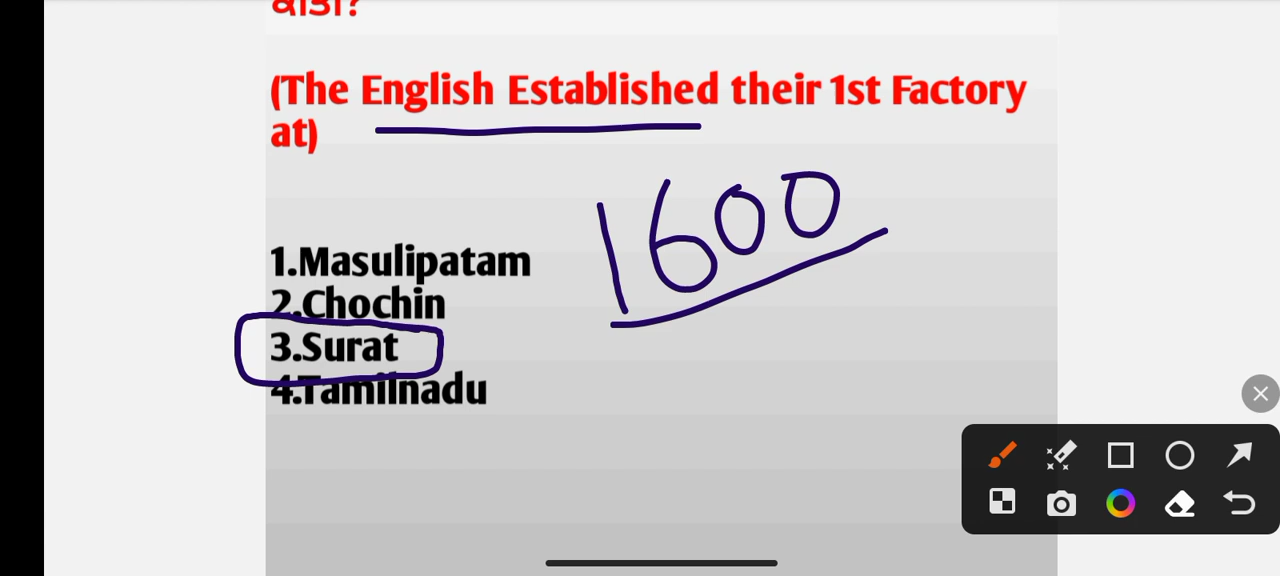 (The English Established their 1st Factory
at)
1600
1.Masulipatam
2.Chochin
3.Surat
4.Tamilnadu